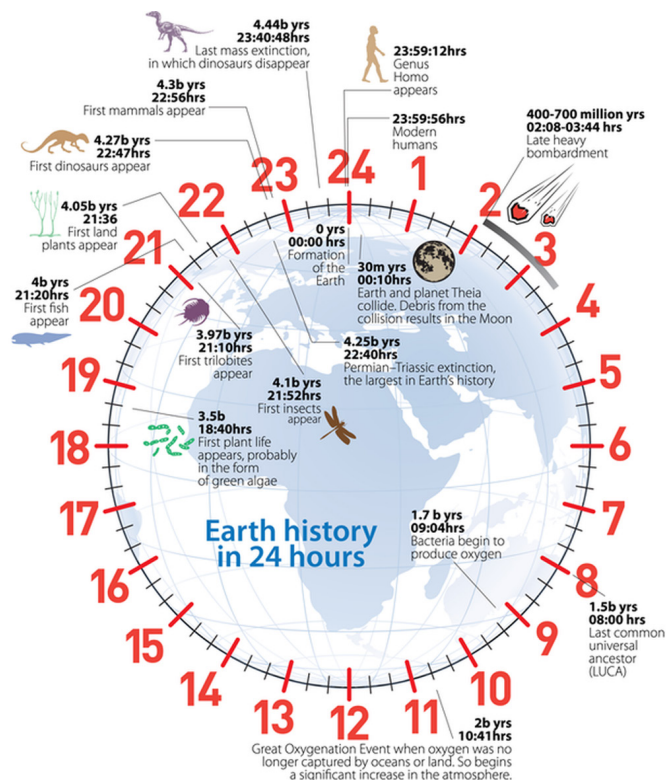 4.44b yrs
23:40:48hrs
Last mass extinction,
in which dinosaurs disappear
23:59:12hrs
Genus
Homo
appears
4.3b yrs
22:56hrs
First mammals appear
23:59:56hrs
Modern
humans
400-700 million yrs
02:08-03:44 hrs
Late heavy
bombardment
4.27b yrs
22:47hrs
First dinosaurs appear
4.05b yrs
21:36
First land
plants appear
4b yrs
21:20hrs
First fish
appear
24
1
2
3
4
5
6
7
8
9
10
11
12
13
14
15
16
17
18
19
20
21
22
23
0 yrs
00:00 hrs
Formation
of the
Earth
30m yrs
00:10hrs
Earth and planet Theia
collide. Debris from the
collision results in the Moon
3.97b yrs
21:10hrs
First trilobites
appear
4.25b yrs
22:40hrs
Permian–Triassic extinction,
the largest in Earth's history
4.1b yrs
21:52hrs
First insects
appear
3.5b
18:40hrs
First plant life
appears, probably
in the form
of green algae
Earth history
in 24 hours
1.7 b yrs
09:04hrs
Bacteria begin to
produce oxygen
1.5b yrs
08:00 hrs
Last common
universal
ancestor
(LUCA)
2b yrs
10:41hrs
Great Oxygenation Event when oxygen was no
longer captured by oceans or land. So begins
a significant increase in the atmosphere.